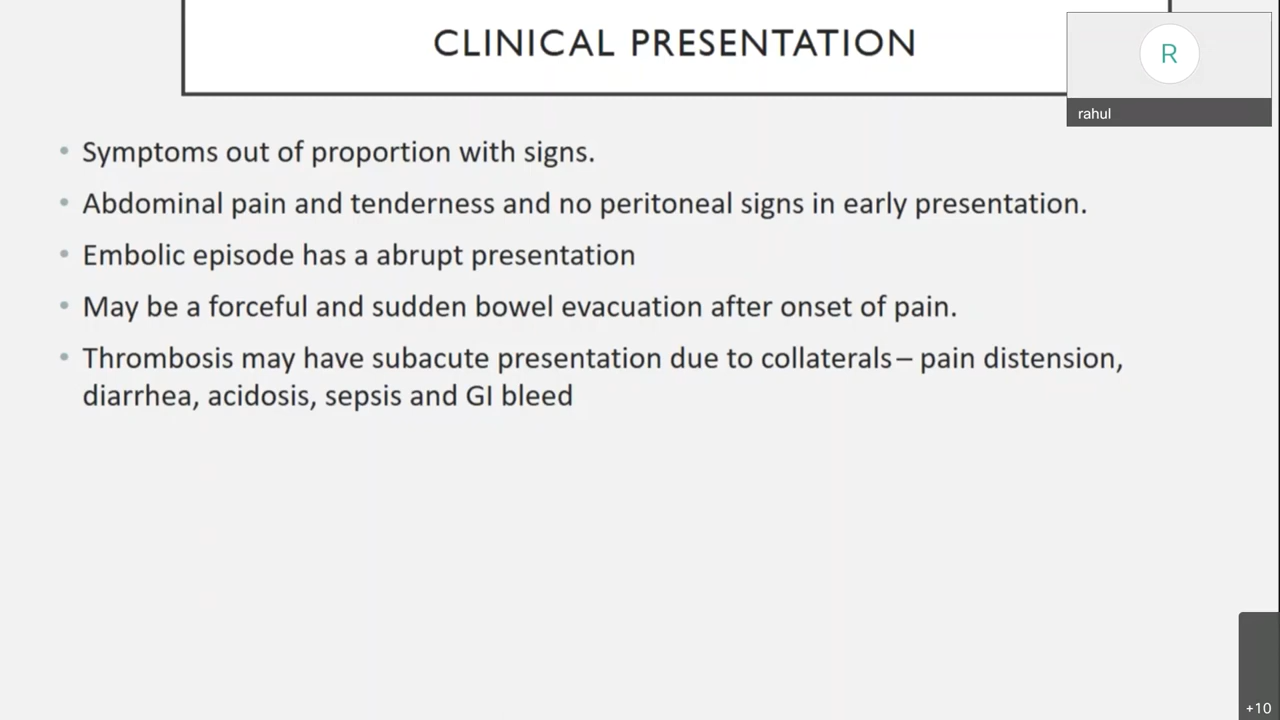 CLINICAL PRESENTATION
R
rahul
• Symptoms out of proportion with signs.
• Abdominal pain and tenderness and no peritoneal signs in early presentation.
• Embolic episode has a abrupt presentation
• May be a forceful and sudden bowel evacuation after onset of pain.
• Thrombosis may have subacute presentation due to collaterals – pain distension,
diarrhea, acidosis, sepsis and GI bleed
+10